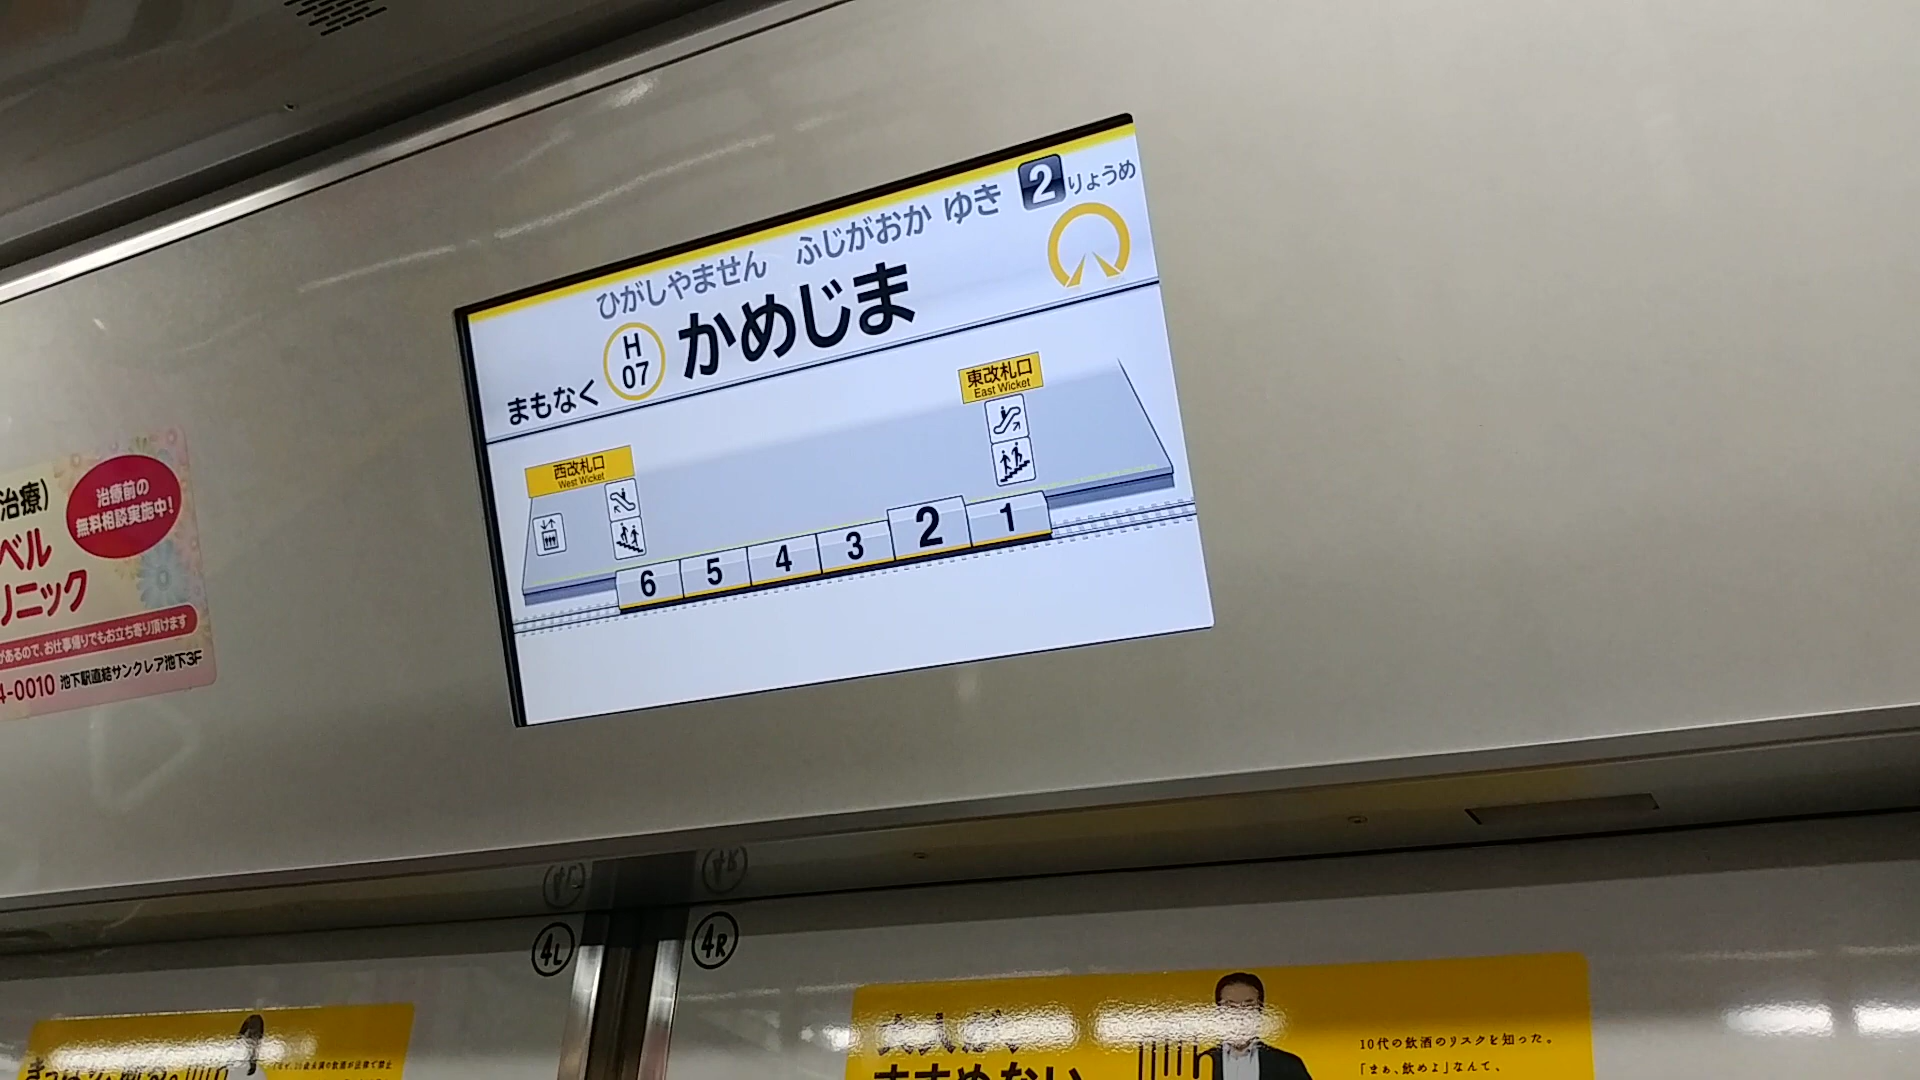 ひがしやません ふじがおか ゆき 2 りょうめ
まもなく H 07 かめじま
東改札口
East Wicket
西改札口
West Wicket
6 5 4 3 2 1
治療)
治療前の
無料相談実施中!
ベル
リニック
があるので、お仕事帰りでもお立ち寄り頂けます
4-0010 池下駅直結サンクレア池下3F
4L 4R
10代の飲酒のリスクを知った。
「まぁ、飲めよ」なんて、